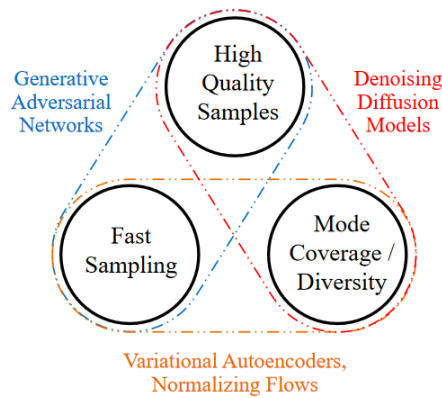 High
Quality
Samples
Generative
Adversarial
Networks
Denoising
Diffusion
Models
Fast
Sampling
Mode
Coverage /
Diversity
Variational Autoencoders,
Normalizing Flows